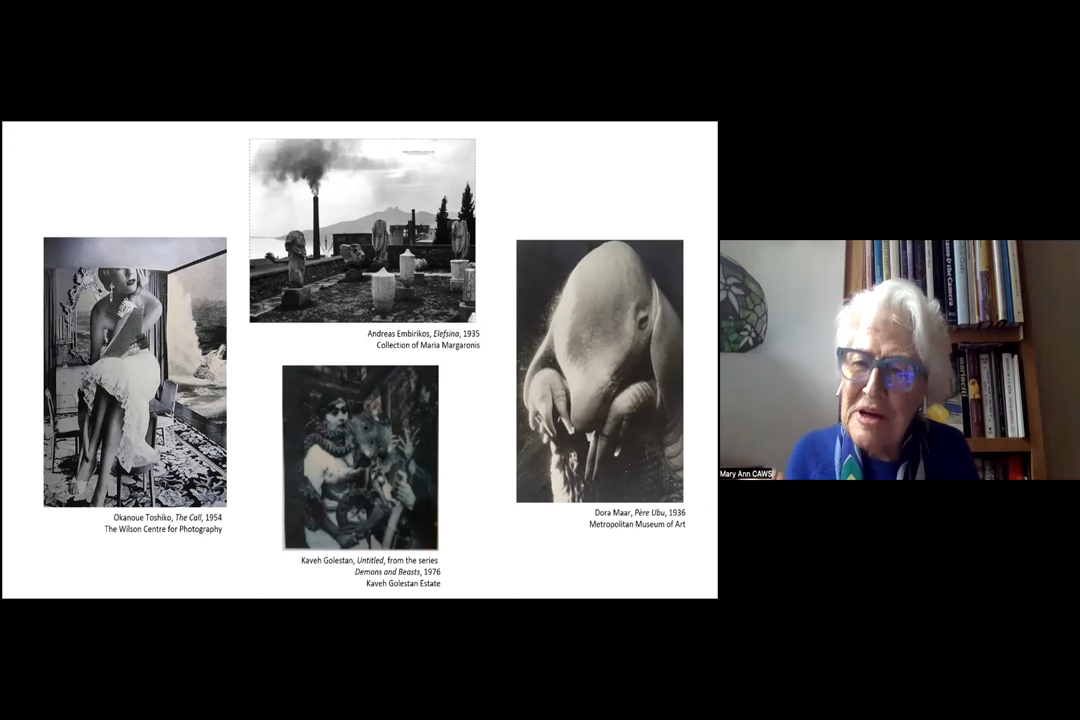 Andreas Embirikos, Elefsina, 1935
Collection of Maria Margaronis
Okanoue Toshiko, The Call, 1954
The Wilson Centre for Photography
Kaveh Golestan, Untitled, from the series
Demons and Beasts, 1976
Kaveh Golestan Estate
Dora Maar, Père Ubu, 1936
Metropolitan Museum of Art
Mary Ann CAWS
marinetti